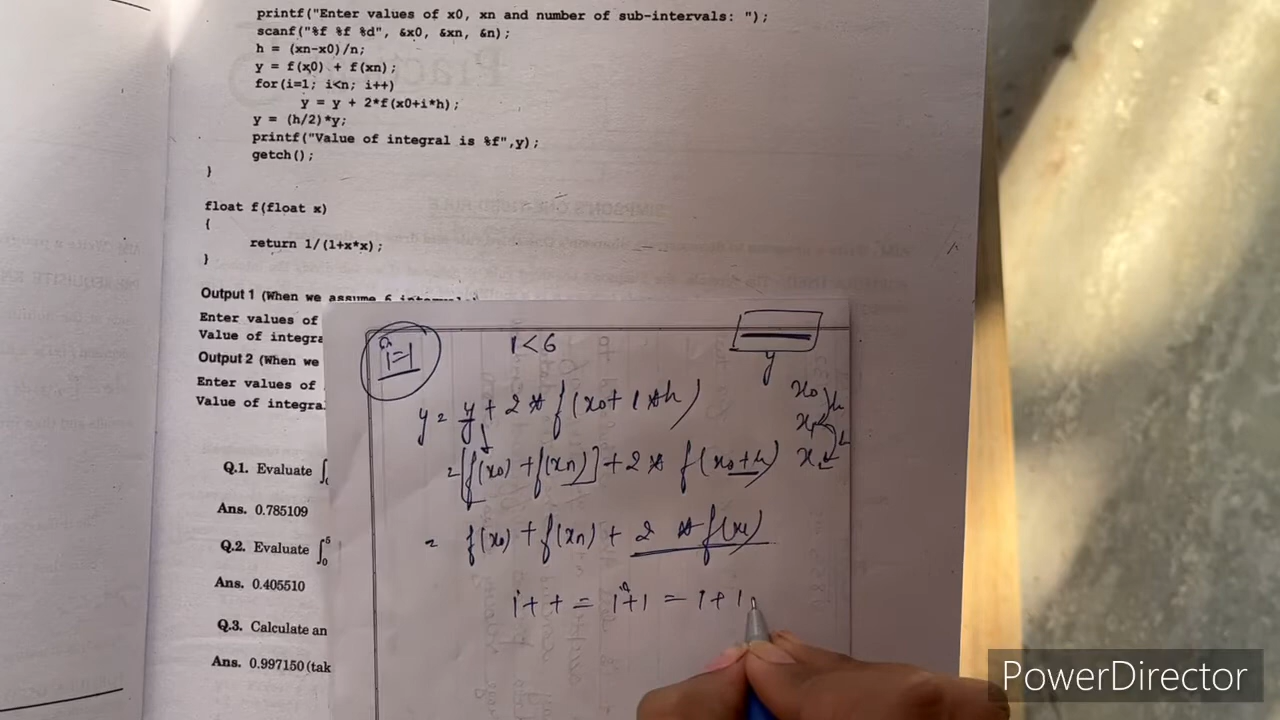 printf("Enter values of x0, xn and number of sub-intervals: ");
scanf("%f %f %d", &x0, &xn, &n);
h = (xn-x0)/n;
y = f(x0) + f(xn);
for(i=1; i<n; i++)
y = y + 2*f(x0+i*h);
y = (h/2)*y;
printf("Value of integral is %f",y);
getch();
}
float f(float x)
{
return 1/(1+x*x);
}
Output 1 (When we assume 6
Enter values of
Value of integra
Output 2 (When we
Enter values of
Value of integra
Q.1. Evaluate ∫
Ans. 0.785109
Q.2. Evaluate ∫₀⁶
Ans. 0.405510
Q.3. Calculate an
Ans. 0.997150 (tak
i=1
1<6
y
y = y + 2 * f(x0 + 1 * h)
= [f(x0) + f(xn)] + 2 * f(x0+h)
= f(x0) + f(xn) + 2 * f(x1)
i++ = i+1 = 1+1
x0
h
x1
h
PowerDirector